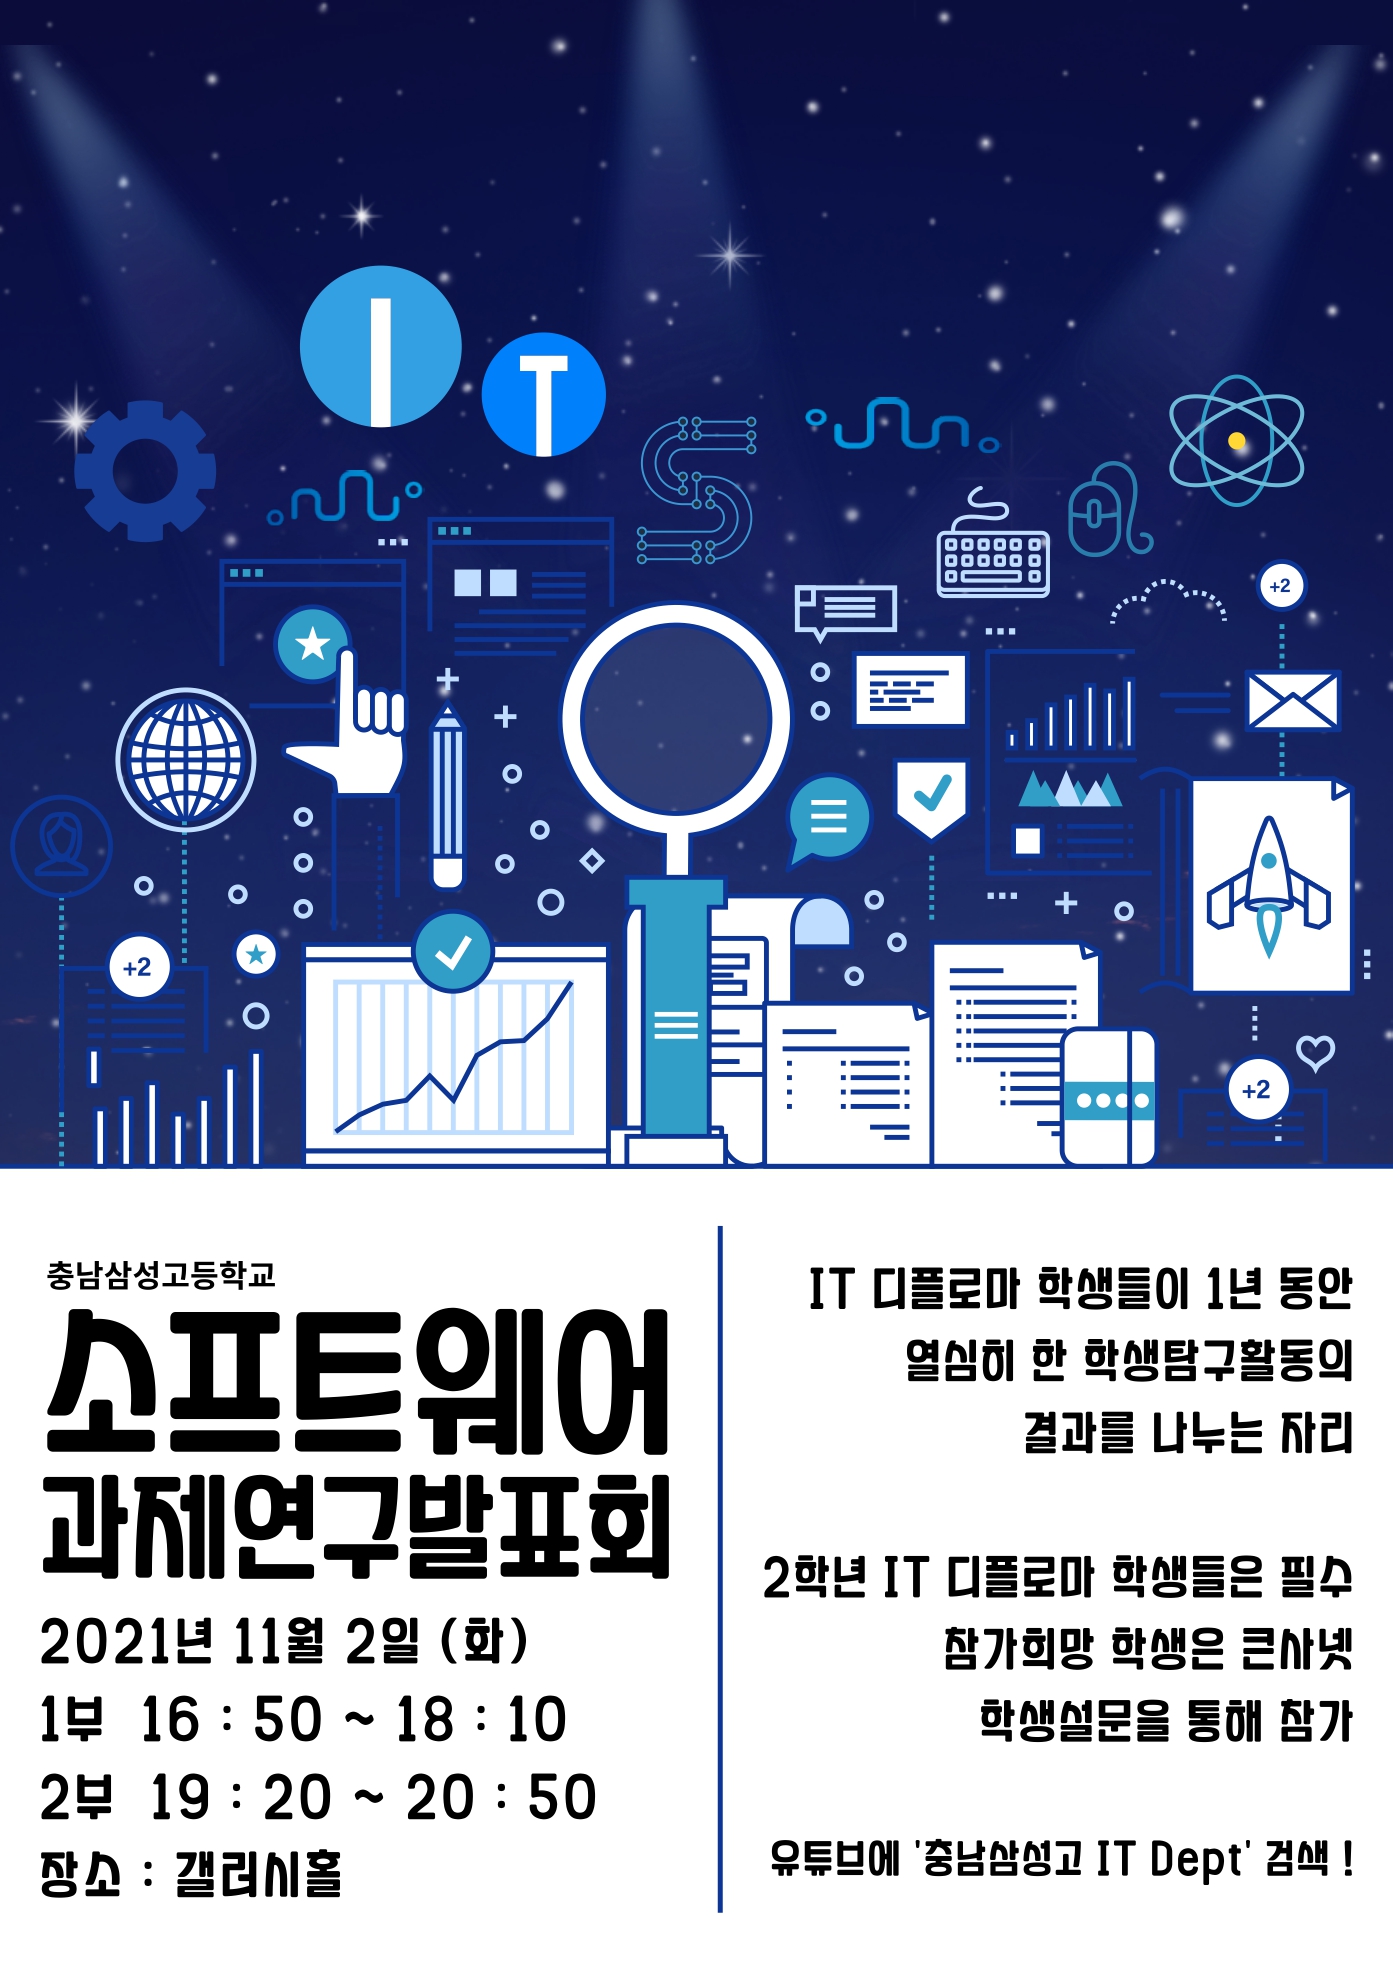 I T S
+2
+2
+2
충남삼성고등학교
소프트웨어
과제연구발표회
2021년 11월 2일 (화)
1부 16 : 50 ~ 18 : 10
2부 19 : 20 ~ 20 : 50
장소 : 갤러시홀
IT 디플로마 학생들이 1년 동안
열심히 한 학생탐구활동의
결과를 나누는 자리
2학년 IT 디플로마 학생들은 필수
참가희망 학생은 큰사넷
학생설문을 통해 참가
유튜브에 '충남삼성고 IT Dept' 검색 !